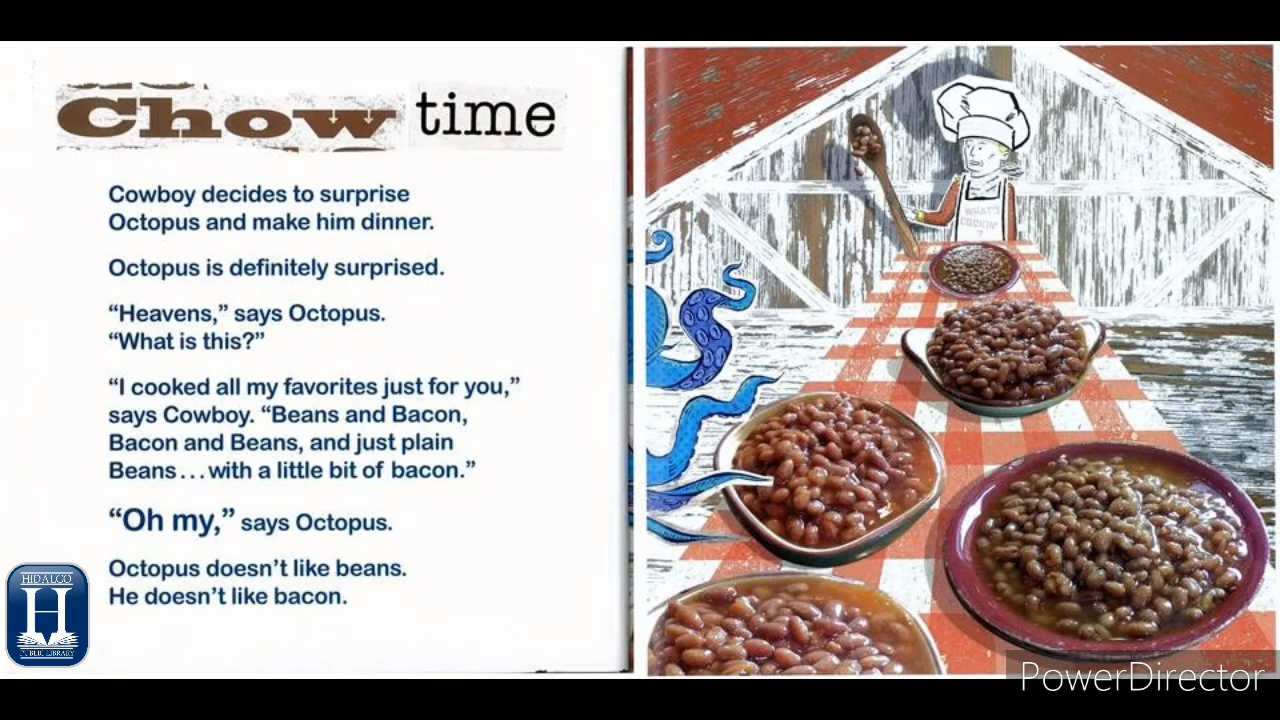 Chow time
Cowboy decides to surprise
Octopus and make him dinner.
Octopus is definitely surprised.
“Heavens,” says Octopus.
“What is this?”
“I cooked all my favorites just for you,”
says Cowboy. “Beans and Bacon,
Bacon and Beans, and just plain
Beans...with a little bit of bacon.”
“Oh my,” says Octopus.
Octopus doesn’t like beans.
He doesn’t like bacon.
WHAT'S
COOKIN'
?
HIDALGO
H
PUBLIC LIBRARY
PowerDirector